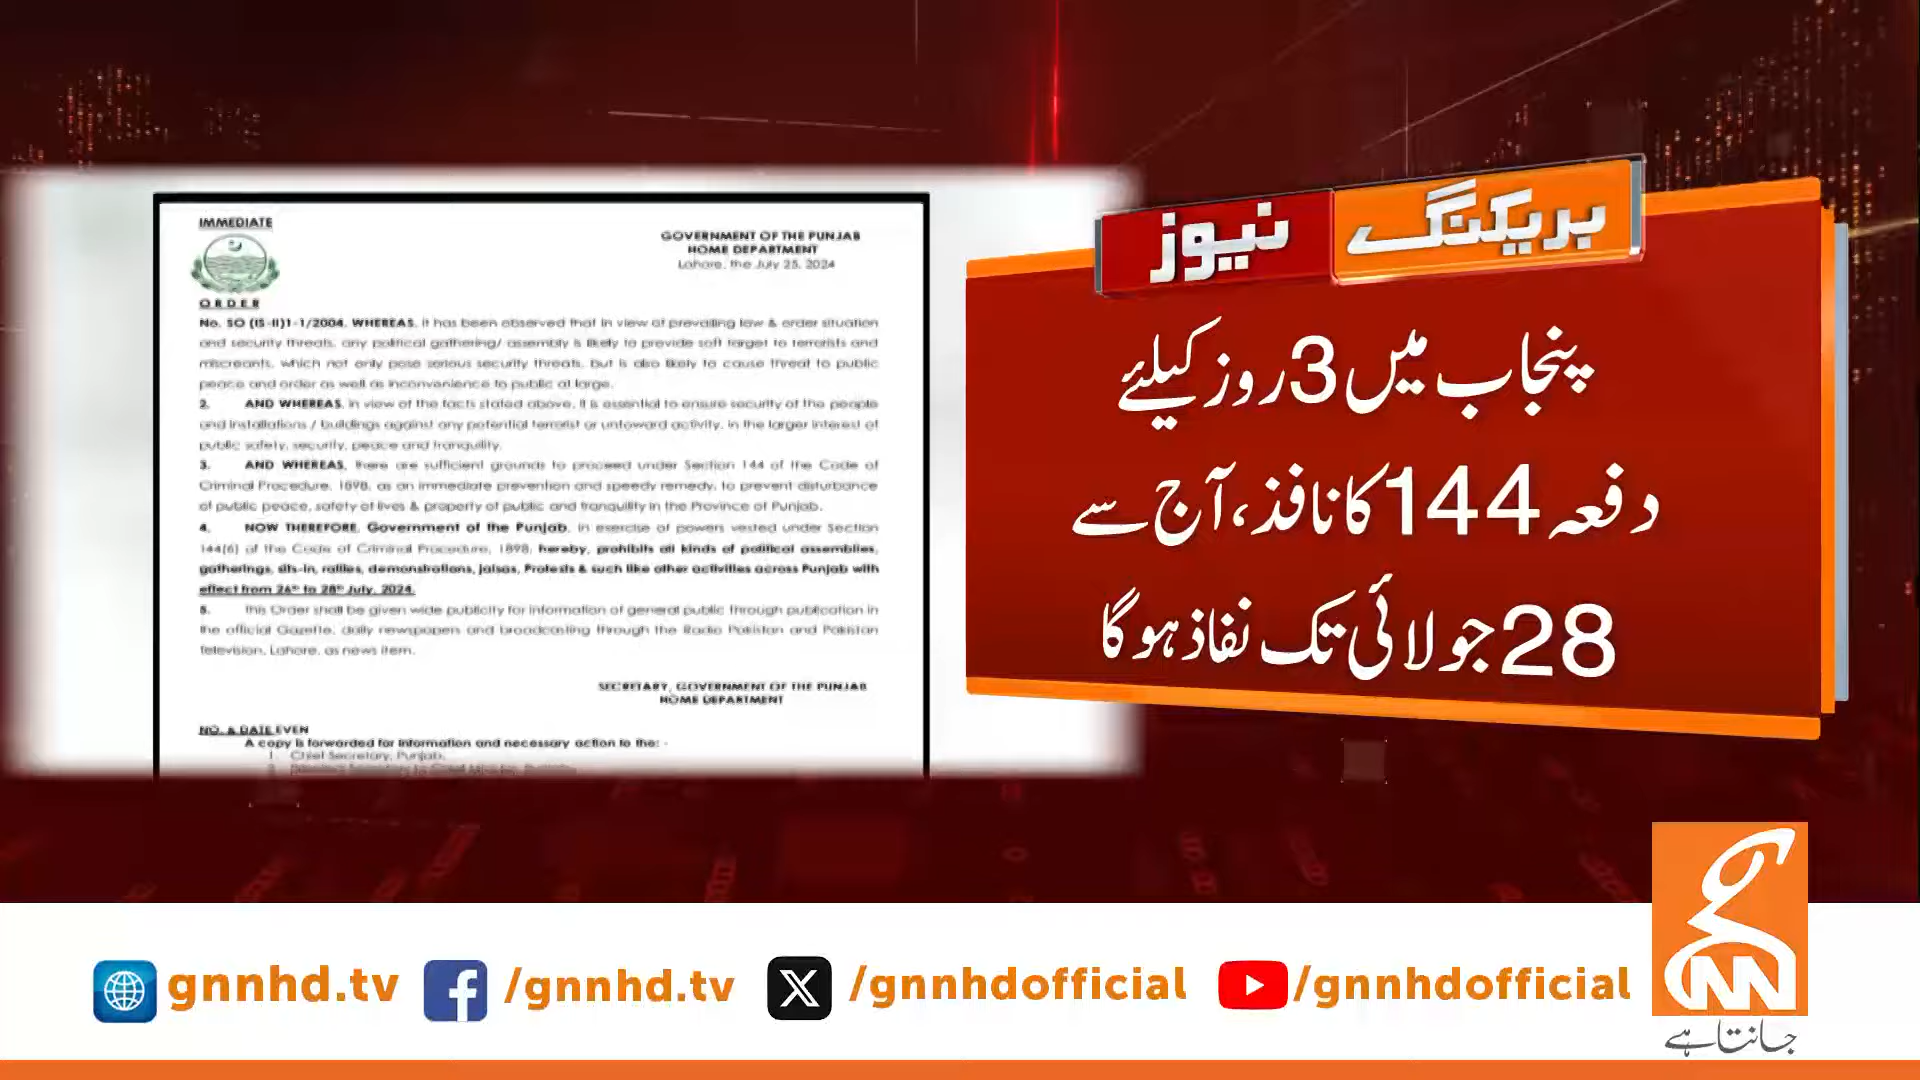 IMMEDIATE
GOVERNMENT OF THE PUNJAB
HOME DEPARTMENT
Lahore, the July 25, 2024
ORDER
No. SO (IS-II)1-1/2004. WHEREAS, it has been observed that in view of prevailing law & order situation
and security threats, any political gathering/ assembly is likely to provide soft target to terrorists and
miscreants, which not only pose serious security threats, but is also likely to cause threat to public
peace and order as well as inconvenience to public at large.
2. AND WHEREAS, in view of the facts stated above, it is essential to ensure security of the people
and installations / buildings against any potential terrorist or untoward activity, in the larger interest of
public safety, security, peace and tranquility.
3. AND WHEREAS, there are sufficient grounds to proceed under Section 144 of the Code of
Criminal Procedure, 1898, as an immediate prevention and speedy remedy, to prevent disturbance
of public peace, safety of lives & property of public and tranquility in the Province of Punjab.
4. NOW THEREFORE, Government of the Punjab, in exercise of powers vested under Section
144(6) of the Code of Criminal Procedure, 1898, hereby, prohibits all kinds of political assemblies,
gatherings, sits-in, rallies, demonstrations, jalsas, Protests & such like other activities across Punjab with
effect from 26th to 28th July, 2024.
5. This Order shall be given wide publicity for information of general public through publication in
the official Gazette, daily newspapers and broadcasting through the Radio Pakistan and Pakistan
Television, Lahore, as news item.
SECRETARY, GOVERNMENT OF THE PUNJAB
HOME DEPARTMENT
NO. & DATE EVEN
A copy is forwarded for information and necessary action to the: -
1. Chief Secretary, Punjab.
بریکنگ نیوز
پنجاب میں 3 روز کیلئے
دفعہ 144 کا نافذ، آج سے
28 جولائی تک نفاذ ہو گا
gnnhd.tv /gnnhd.tv /gnnhdofficial /gnnhdofficial
GNN
جانتا ہے